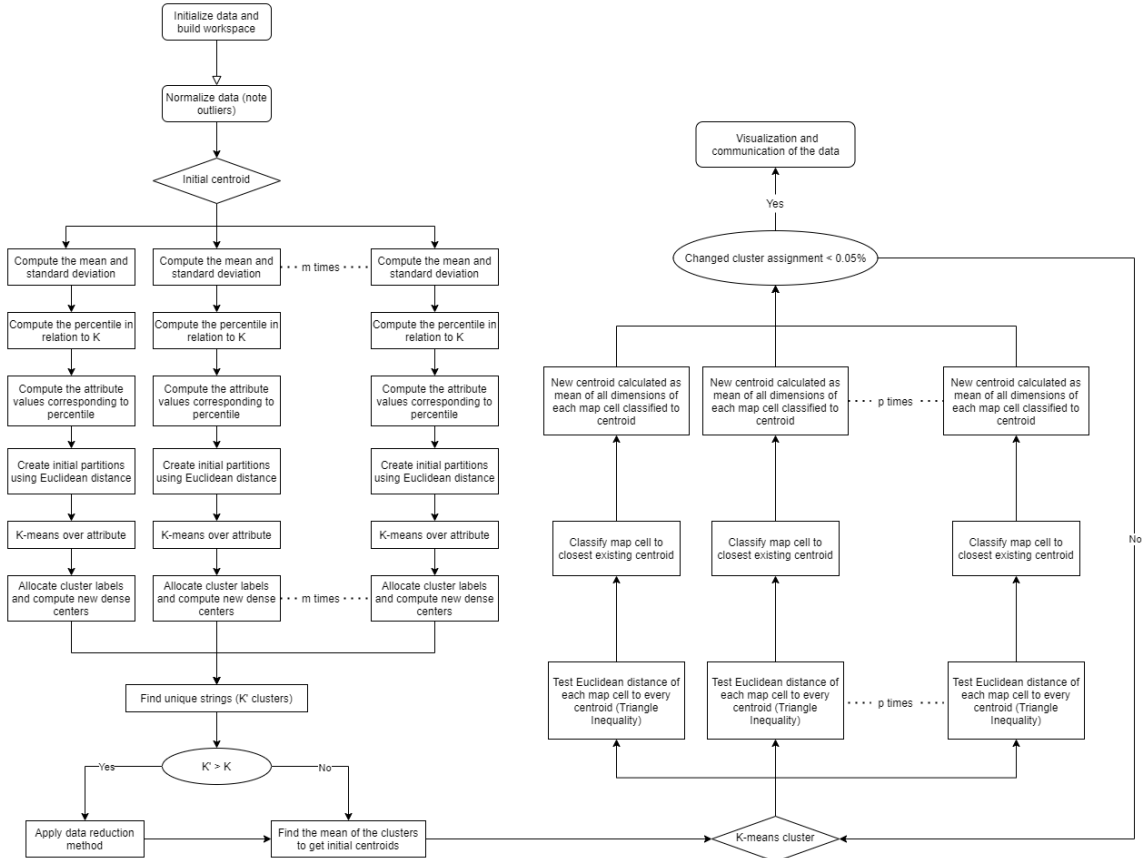 Initialize data and
build workspace
Normalize data (note
outliers)
Initial centroid
Compute the mean and
standard deviation
Compute the mean and
standard deviation
··· m times ····
Compute the mean and
standard deviation
Compute the percentile in
relation to K
Compute the percentile in
relation to K
Compute the percentile in
relation to K
Compute the attribute
values corresponding to
percentile
Compute the attribute
values corresponding to
percentile
Compute the attribute
values corresponding to
percentile
Create initial partitions
using Euclidean distance
Create initial partitions
using Euclidean distance
Create initial partitions
using Euclidean distance
K-means over attribute
K-means over attribute
K-means over attribute
Allocate cluster labels
and compute new dense
centers
Allocate cluster labels
and compute new dense
centers
··· m times ····
Allocate cluster labels
and compute new dense
centers
Find unique strings (K' clusters)
K' > K
Yes
No
Apply data reduction
method
Find the mean of the clusters
to get initial centroids
Visualization and
communication of the data
Yes
Changed cluster assignment < 0.05%
New centroid calculated as
mean of all dimensions of
each map cell classified to
centroid
New centroid calculated as
mean of all dimensions of
each map cell classified to
centroid
···· p times ·····
New centroid calculated as
mean of all dimensions of
each map cell classified to
centroid
Classify map cell to
closest existing centroid
Classify map cell to
closest existing centroid
Classify map cell to
closest existing centroid
No
Test Euclidean distance of
each map cell to every
centroid (Triangle
Inequality)
Test Euclidean distance of
each map cell to every
centroid (Triangle
Inequality)
····· p times ······
Test Euclidean distance of
each map cell to every
centroid (Triangle
Inequality)
K-means cluster